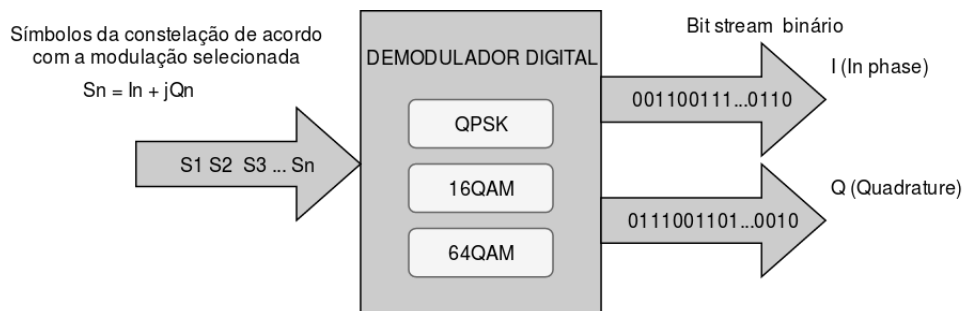 Símbolos da constelação de acordo
com a modulação selecionada
Sn = In + jQn
S1 S2 S3 ... Sn
DEMODULADOR DIGITAL
QPSK
16QAM
64QAM
Bit stream binário
I (In phase)
001100111...0110
Q (Quadrature)
0111001101...0010